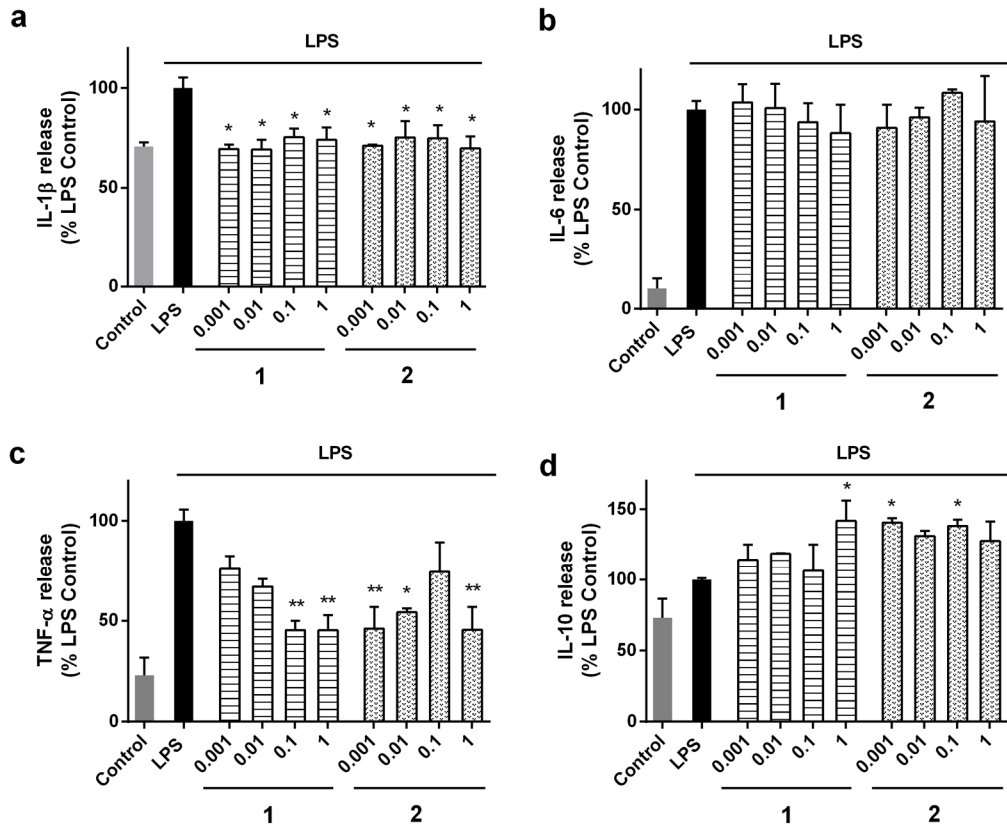 a
LPS
IL-1β release
(% LPS Control)
100
50
0
* * * * * * * *
Control LPS 0.001 0.01 0.1 1 0.001 0.01 0.1 1
1 2
b
LPS
IL-6 release
(% LPS Control)
100
50
0
Control LPS 0.001 0.01 0.1 1 0.001 0.01 0.1 1
1 2
c
LPS
TNF-α release
(% LPS Control)
100
50
0
** ** ** * **
Control LPS 0.001 0.01 0.1 1 0.001 0.01 0.1 1
1 2
d
LPS
IL-10 release
(% LPS Control)
150
100
50
0
* * *
Control LPS 0.001 0.01 0.1 1 0.001 0.01 0.1 1
1 2